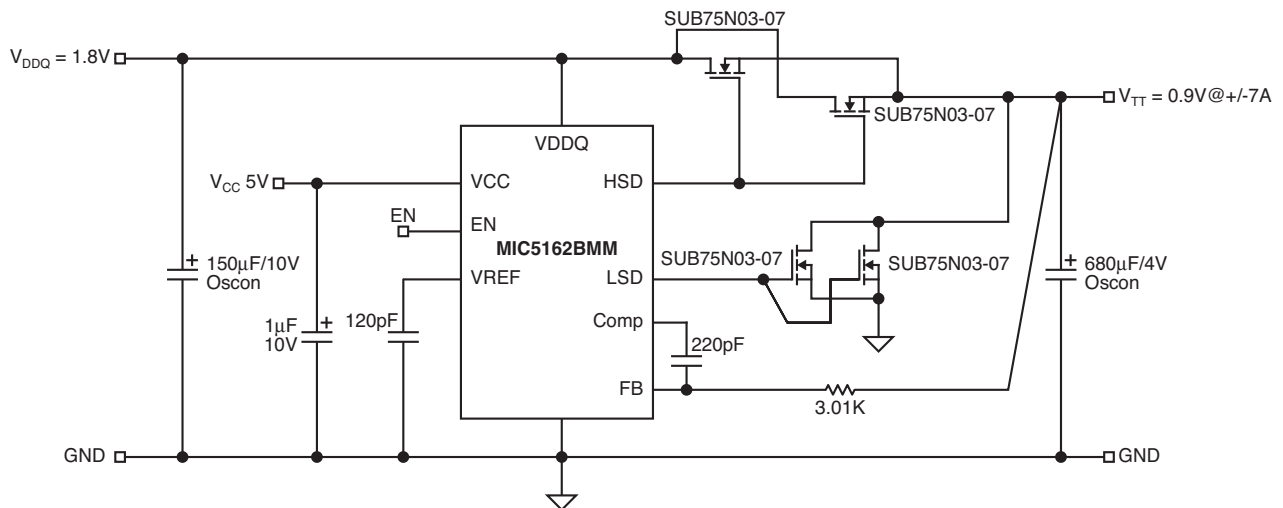 SUB75N03-07
V_DDQ = 1.8V
V_TT = 0.9V@+/-7A
SUB75N03-07
VDDQ
V_CC 5V
VCC
HSD
EN
EN
MIC5162BMM
SUB75N03-07
SUB75N03-07
VREF
LSD
150µF/10V
Oscon
680µF/4V
Oscon
1µF
10V
120pF
Comp
220pF
FB
3.01K
GND
GND